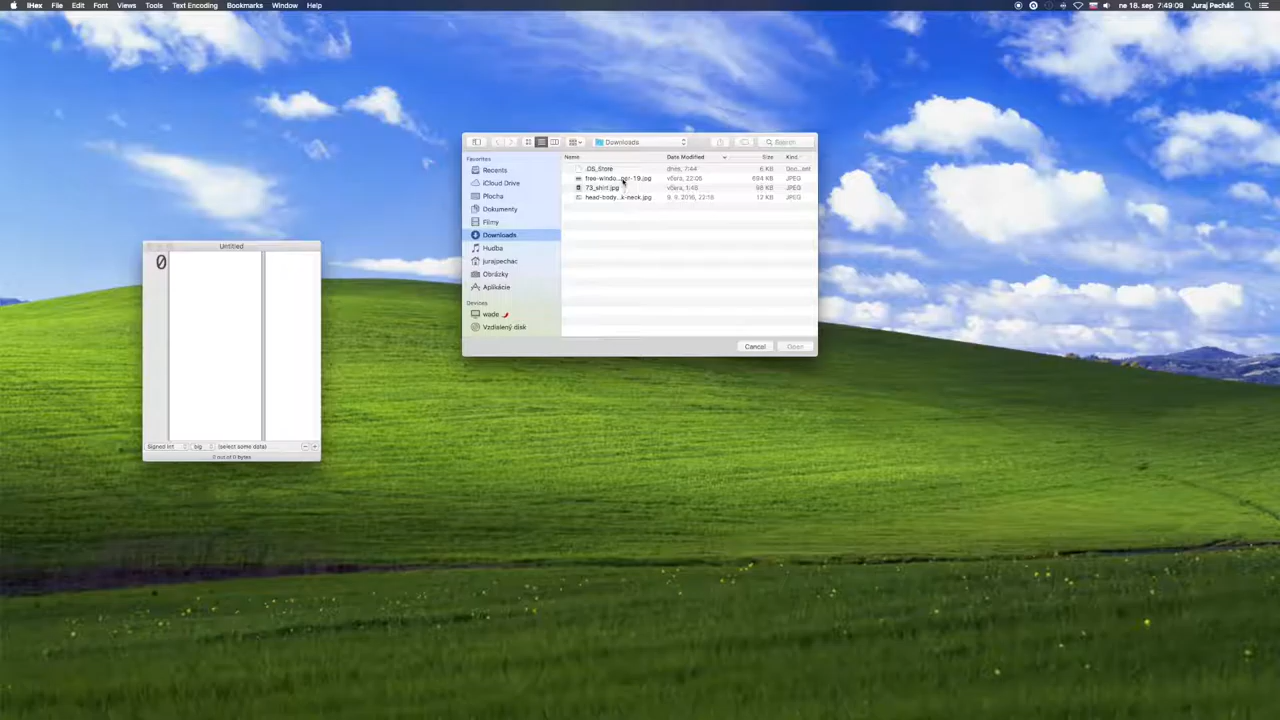 iHex File Edit Font Views Tools Text Encoding Bookmarks Window Help
ne 18. sep 7:49:08 Juraj Pecháč
Downloads
Search
Favorites
Recents
iCloud Drive
Plocha
Dokumenty
Filmy
Downloads
Hudba
jurajpechac
Obrázky
Aplikácie
Devices
wade
Vzdialený disk
Name Date Modified Size Kind
.DS_Store dnes, 7:44 6 KB Doc...ent
free-windo...per-19.jpg včera, 22:05 694 KB JPEG
73_shirt.jpg včera, 1:48 98 KB JPEG
head-body...k-neck.jpg 9. 9. 2016, 22:18 12 KB JPEG
Cancel Open
Untitled
0
Signed Int big (select some data)
0 out of 0 bytes